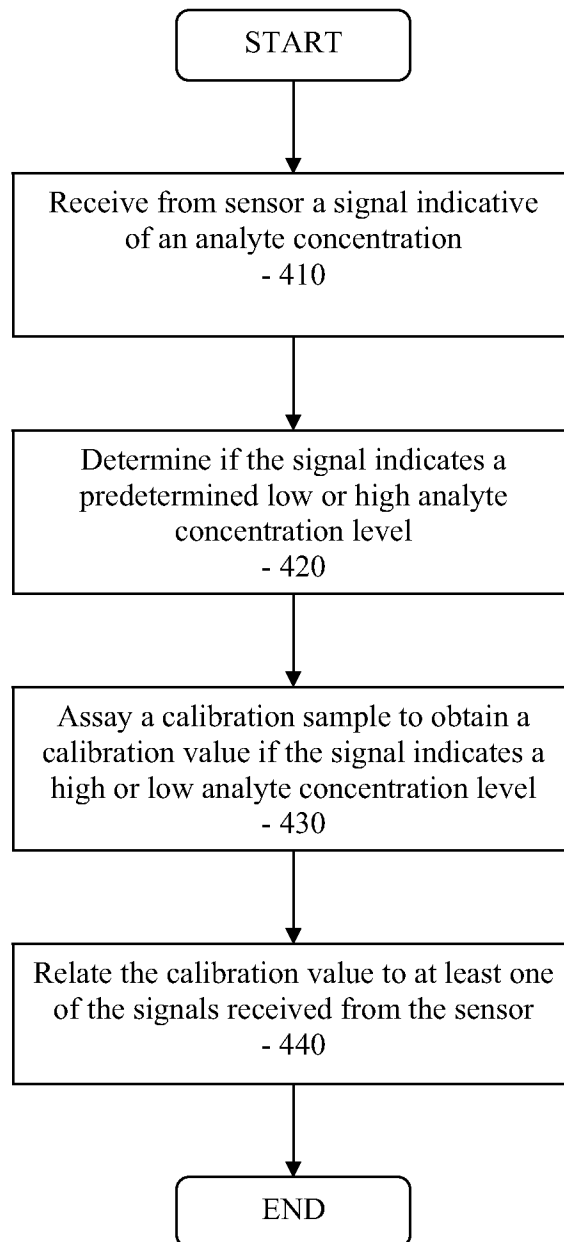 START
Receive from sensor a signal indicative
of an analyte concentration
- 410
Determine if the signal indicates a
predetermined low or high analyte
concentration level
- 420
Assay a calibration sample to obtain a
calibration value if the signal indicates a
high or low analyte concentration level
- 430
Relate the calibration value to at least one
of the signals received from the sensor
- 440
END